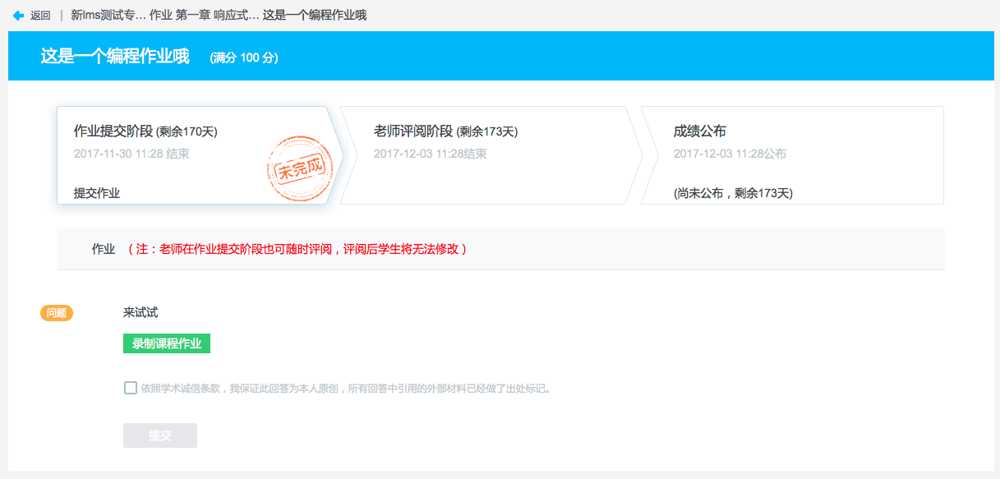 返回 | 新lms测试专... 作业 第一章 响应式... 这是一个编程作业哦
这是一个编程作业哦 (满分 100 分)
作业提交阶段 (剩余170天)
2017-11-30 11:28 结束
未完成
提交作业
老师评阅阶段 (剩余173天)
2017-12-03 11:28结束
成绩公布
2017-12-03 11:28公布
(尚未公布，剩余173天)
作业 （注：老师在作业提交阶段也可随时评阅，评阅后学生将无法修改）
问题 来试试
录制课程作业
依照学术诚信条款，我保证此回答为本人原创，所有回答中引用的外部材料已经做了出处标记。
提交